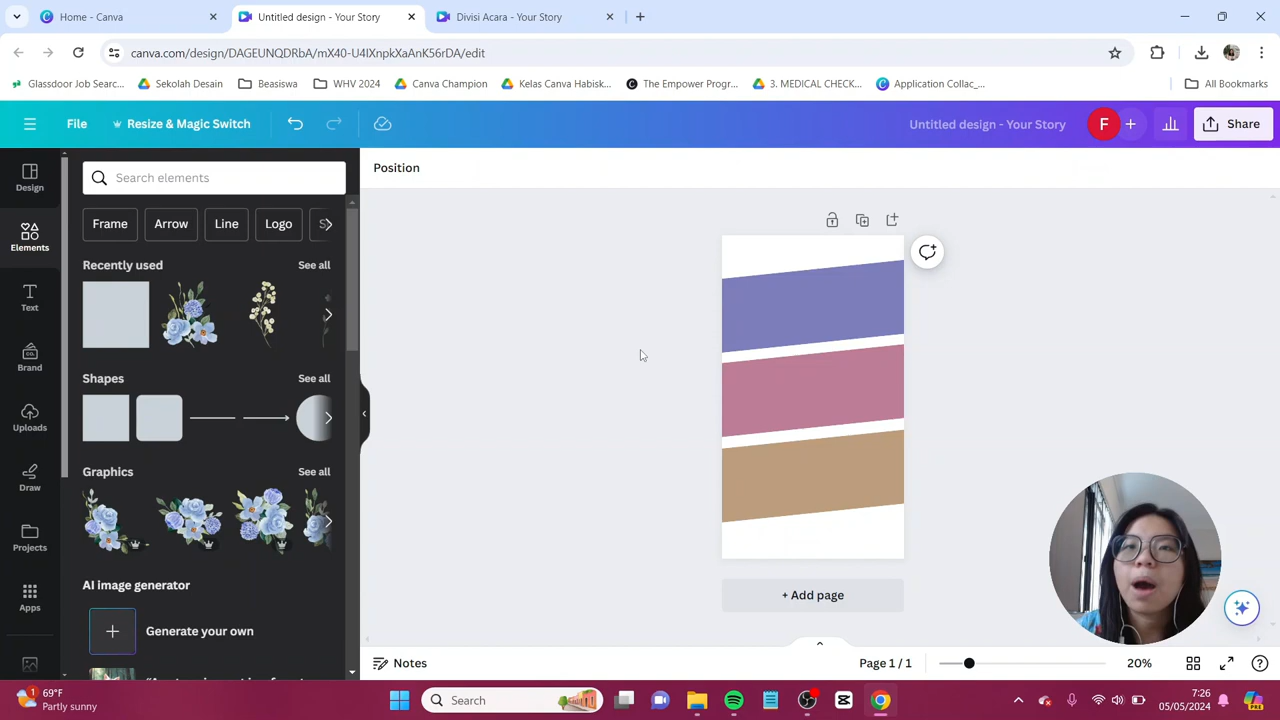 Home - Canva
Untitled design - Your Story
Divisi Acara - Your Story
canva.com/design/DAGEUNQDRbA/mX40-U4IXnpkXaAnK56rDA/edit
Glassdoor Job Searc...
Sekolah Desain
Beasiswa
WHV 2024
Canva Champion
Kelas Canva Habisk...
The Empower Progr...
3. MEDICAL CHECK...
Application Collac_...
All Bookmarks
File
Resize & Magic Switch
Untitled design - Your Story
F
Share
Design
Elements
Text
Brand
Uploads
Draw
Projects
Apps
Search elements
Frame
Arrow
Line
Logo
S
Recently used
See all
Shapes
See all
Graphics
See all
AI image generator
Generate your own
Position
+ Add page
Notes
Page 1 / 1
20%
1
69°F
Partly sunny
Search
7:26
05/05/2024